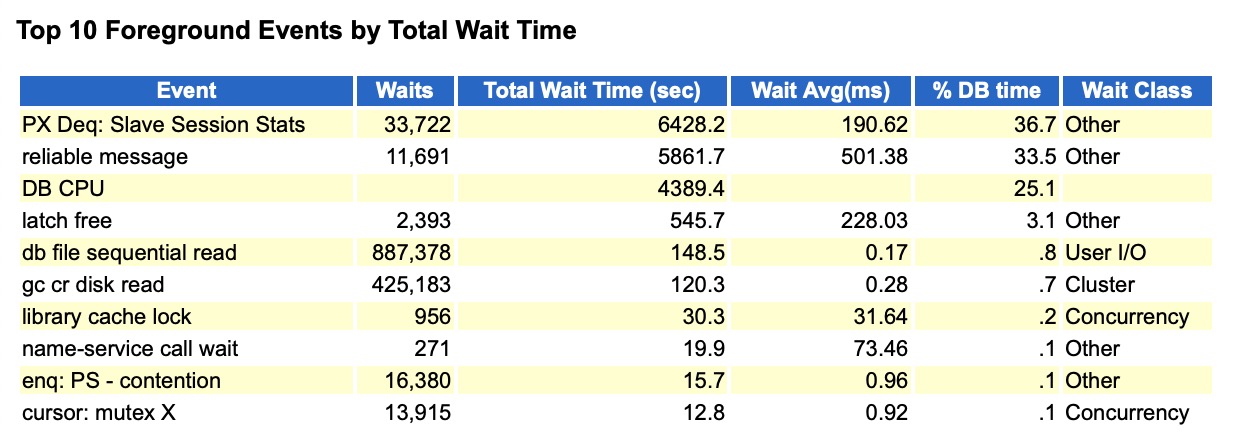 Top 10 Foreground Events by Total Wait Time
Event Waits Total Wait Time (sec) Wait Avg(ms) % DB time Wait Class
PX Deq: Slave Session Stats 33,722 6428.2 190.62 36.7 Other
reliable message 11,691 5861.7 501.38 33.5 Other
DB CPU 4389.4 25.1
latch free 2,393 545.7 228.03 3.1 Other
db file sequential read 887,378 148.5 0.17 .8 User I/O
gc cr disk read 425,183 120.3 0.28 .7 Cluster
library cache lock 956 30.3 31.64 .2 Concurrency
name-service call wait 271 19.9 73.46 .1 Other
enq: PS - contention 16,380 15.7 0.96 .1 Other
cursor: mutex X 13,915 12.8 0.92 .1 Concurrency